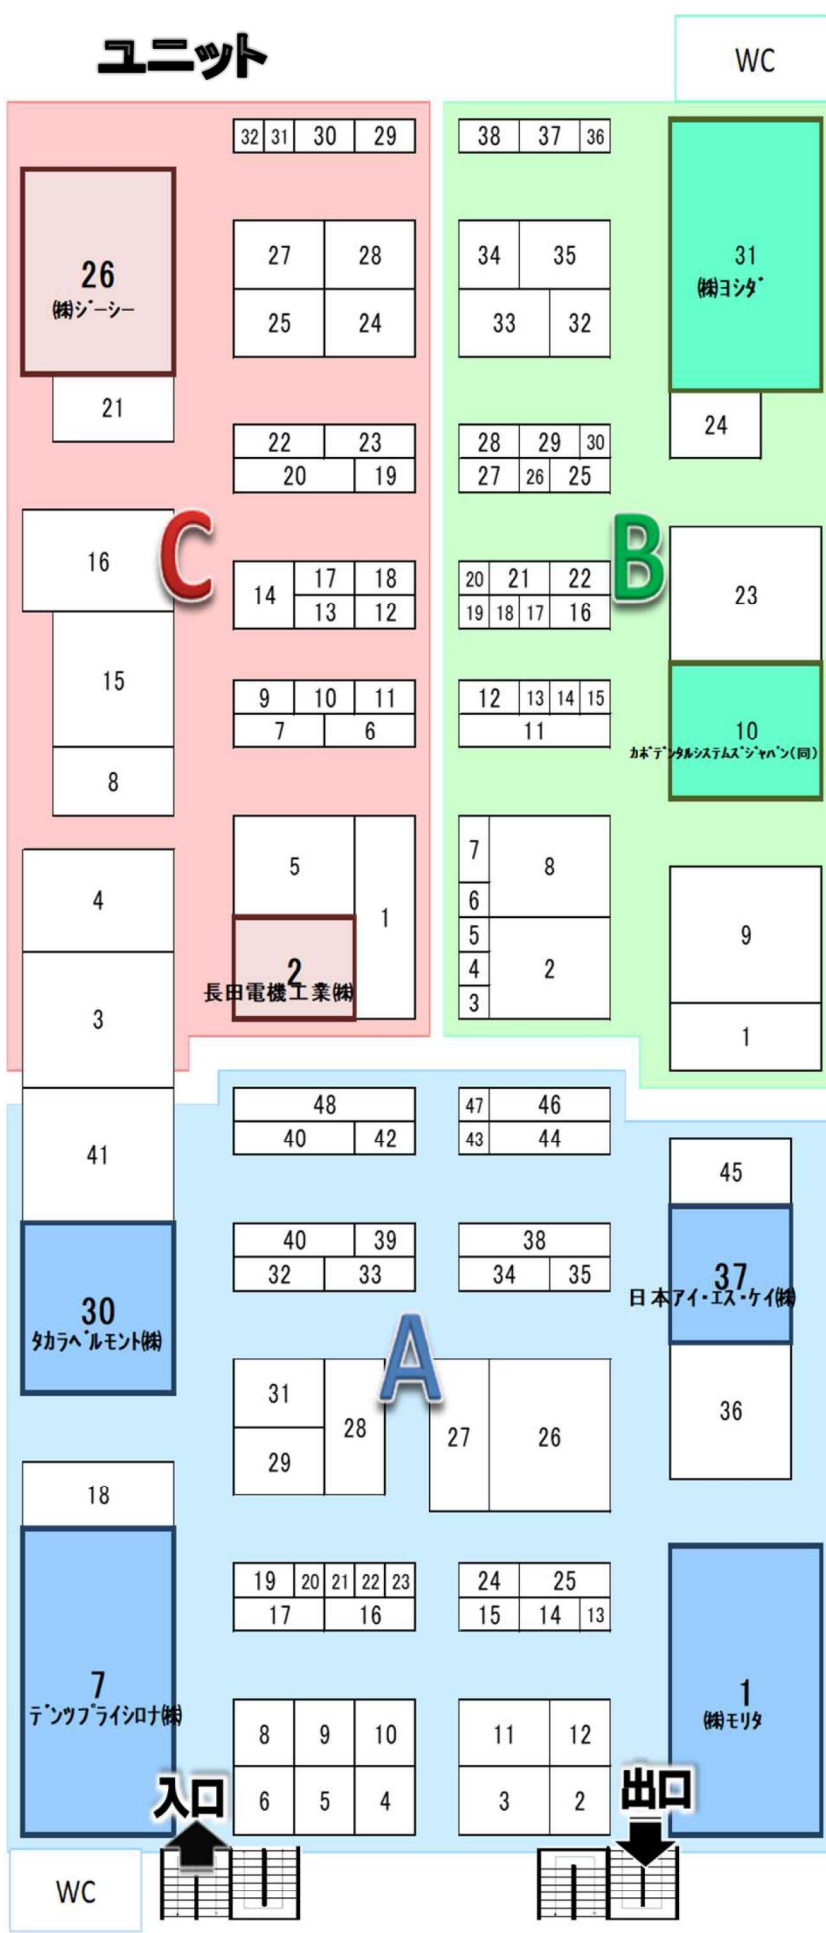 ユニット
WC
32 31 30 29
38 37 36
26
㈱ジーシー
27 28
34 35
31
㈱ヨシダ
25 24
33 32
21
24
22 23
28 29 30
20 19
27 26 25
C
B
16
14 17 18
20 21 22
23
13 12
19 18 17 16
15
9 10 11
12 13 14 15
10
カボデンタルシステムズジャパン(同)
7 6
11
8
5
1
7
8
4
6
9
2
長田電機工業㈱
5
4
2
3
3
1
48
47 46
40 42
43 44
41
45
40 39
38
32 33
34 35
37
日本アイ・エス・ケイ㈱
30
タカラベルモント㈱
A
31
28
27
26
36
29
18
19 20 21 22 23
24 25
17 16
15 14 13
7
デンツプライシロナ㈱
1
㈱モリタ
8 9 10
11 12
入口
出口
6 5 4
3 2
WC